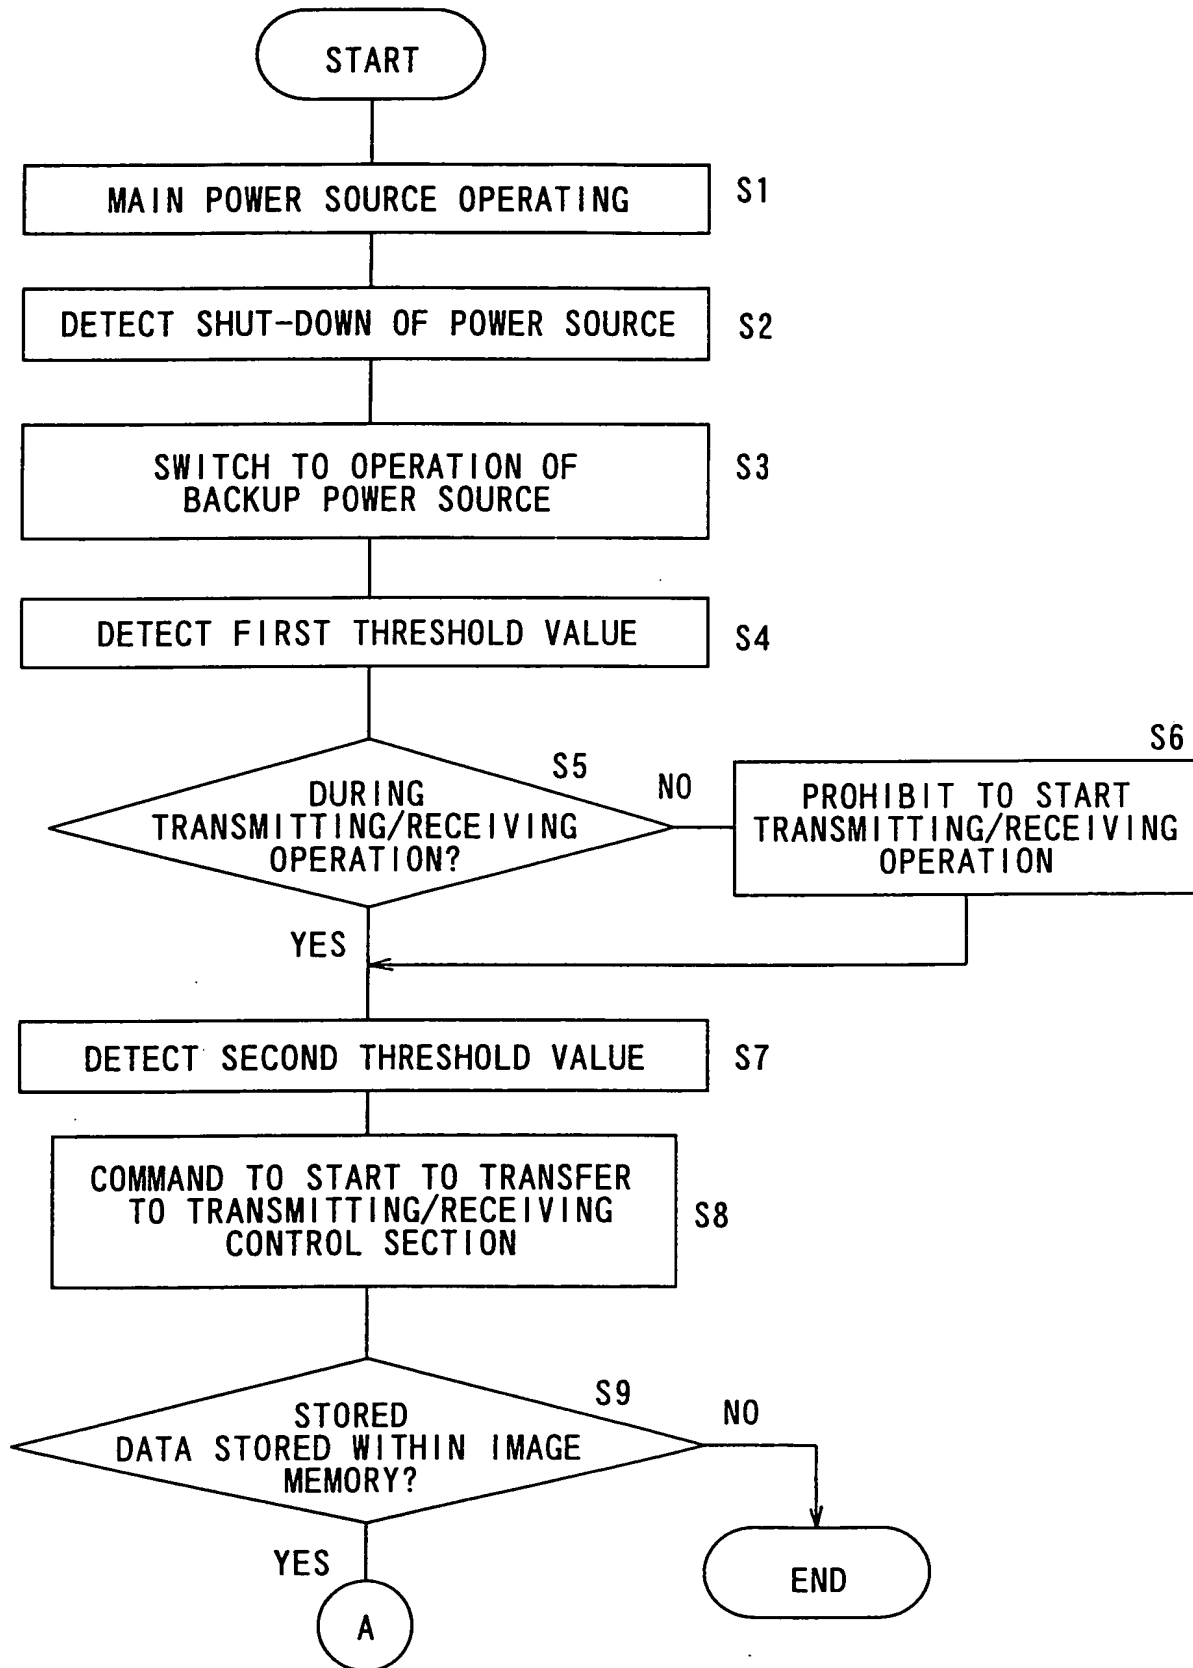 START
MAIN POWER SOURCE OPERATING
S1
DETECT SHUT-DOWN OF POWER SOURCE
S2
SWITCH TO OPERATION OF
BACKUP POWER SOURCE
S3
DETECT FIRST THRESHOLD VALUE
S4
DURING
TRANSMITTING/RECEIVING
OPERATION?
S5
NO
S6
PROHIBIT TO START
TRANSMITTING/RECEIVING
OPERATION
YES
DETECT SECOND THRESHOLD VALUE
S7
COMMAND TO START TO TRANSFER
TO TRANSMITTING/RECEIVING
CONTROL SECTION
S8
STORED
DATA STORED WITHIN IMAGE
MEMORY?
S9
NO
YES
END
A